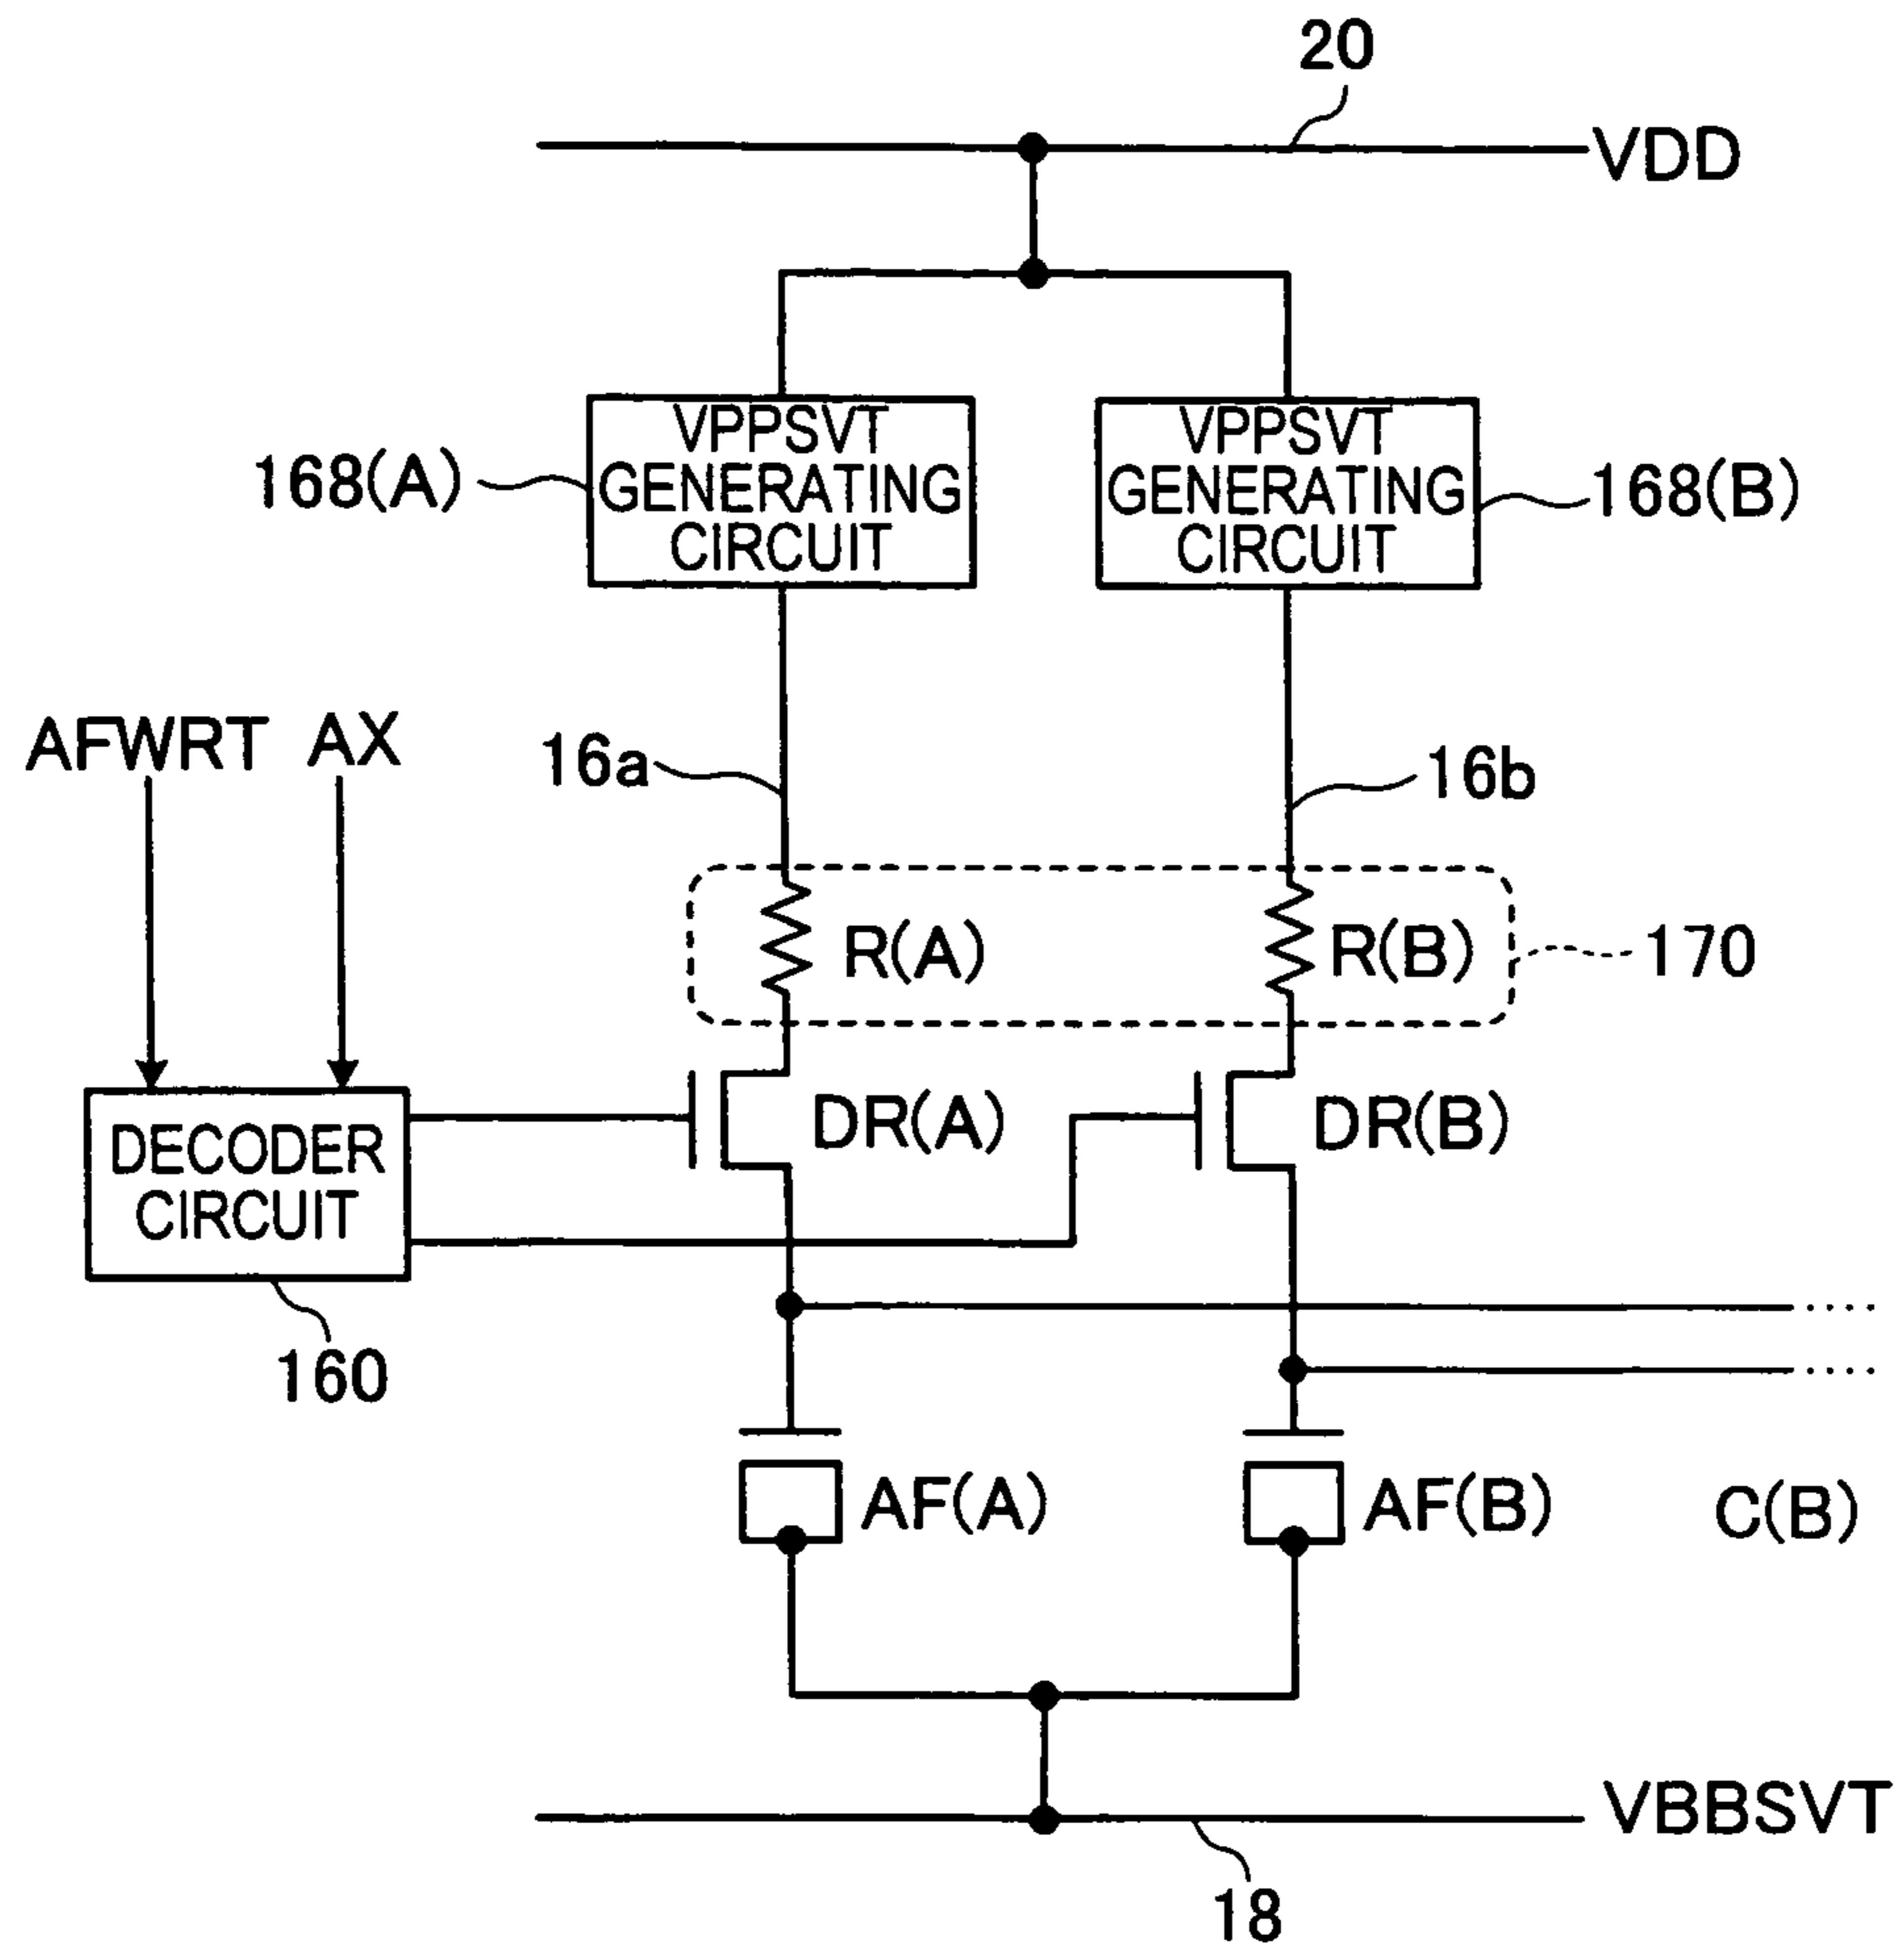 20
VDD
VPPSVT
GENERATING
CIRCUIT
VPPSVT
GENERATING
CIRCUIT
168(A)
168(B)
AFWRT
AX
16a
16b
R(A)
R(B)
170
DECODER
CIRCUIT
DR(A)
DR(B)
160
AF(A)
AF(B)
C(B)
VBBSVT
18